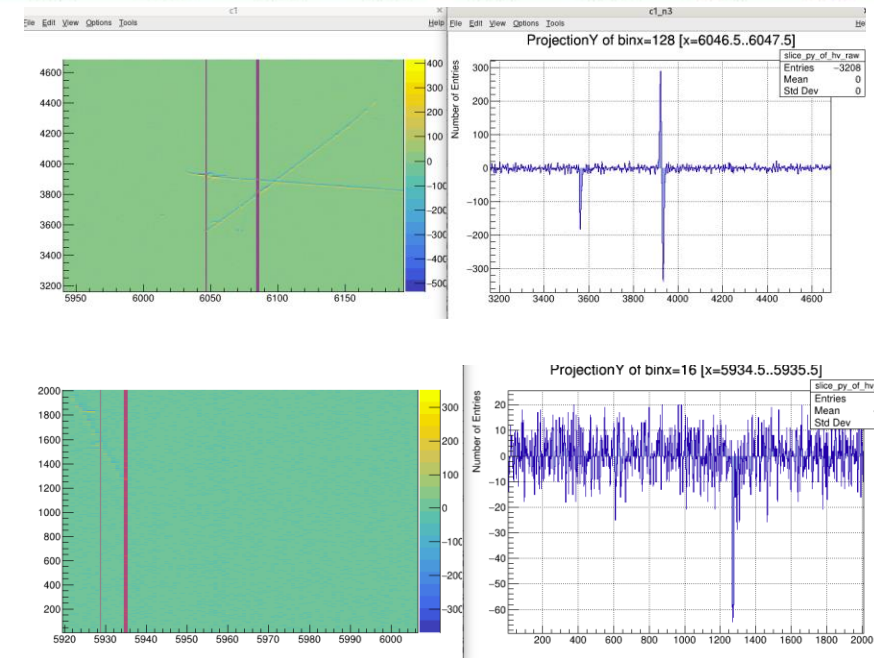 c1
c1_n3
File Edit View Options Tools Help
File Edit View Options Tools
ProjectionY of binx=128 [x=6046.5..6047.5]
slice_py_of_hv_raw
Entries −3208
Mean 0
Std Dev 0
Number of Entries
4600
4400
4200
4000
3800
3600
3400
3200
5950 6000 6050 6100 6150
400
300
200
100
0
−100
−200
−300
−400
300
200
100
0
−100
−200
−300
3200 3400 3600 3800 4000 4200 4400 4600
ProjectionY of binx=16 [x=5934.5..5935.5]
slice_py_of_hv
Entries
Mean
Std Dev
Number of Entries
2000
1800
1600
1400
1200
1000
800
600
400
200
5920 5930 5940 5950 5960 5970 5980 5990 6000
300
200
100
0
−100
−200
−300
20
10
0
−10
−20
−30
−40
−50
−60
200 400 600 800 1000 1200 1400 1600 1800 2000